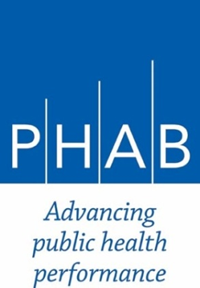 PHAB
Advancing
public health
performance